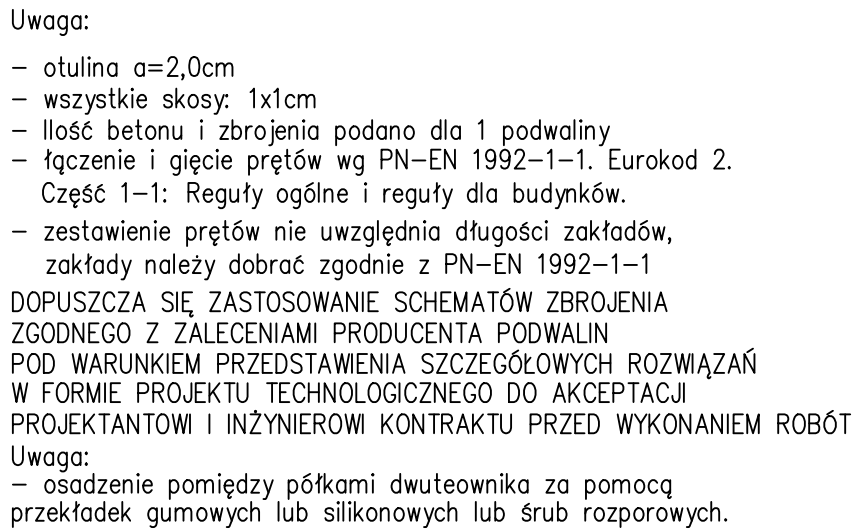 Uwaga:
– otulina a=2,0cm
– wszystkie skosy: 1x1cm
– Ilość betonu i zbrojenia podano dla 1 podwaliny
– łączenie i gięcie prętów wg PN–EN 1992–1–1. Eurokod 2.
Część 1–1: Reguły ogólne i reguły dla budynków.
– zestawienie prętów nie uwzględnia długości zakładów,
zakłady należy dobrać zgodnie z PN–EN 1992–1–1
DOPUSZCZA SIĘ ZASTOSOWANIE SCHEMATÓW ZBROJENIA
ZGODNEGO Z ZALECENIAMI PRODUCENTA PODWALIN
POD WARUNKIEM PRZEDSTAWIENIA SZCZEGÓŁOWYCH ROZWIĄZAŃ
W FORMIE PROJEKTU TECHNOLOGICZNEGO DO AKCEPTACJI
PROJEKTANTOWI I INŻYNIEROWI KONTRAKTU PRZED WYKONANIEM ROBÓT
Uwaga:
– osadzenie pomiędzy półkami dwuteownika za pomocą
przekładek gumowych lub silikonowych lub śrub rozporowych.